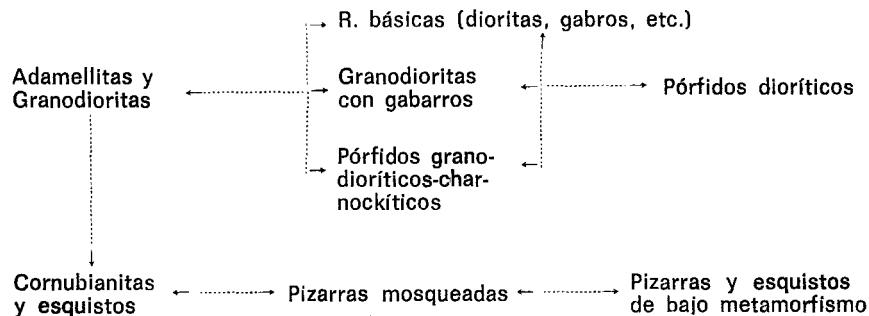 R. básicas (dioritas, gabros, etc.)
Adamellitas y
Granodioritas
Granodioritas
con gabarros
Pórfidos dioríticos
Pórfidos grano-
dioríticos-char-
nockíticos
Cornubianitas
y esquistos
Pizarras mosqueadas
Pizarras y esquistos
de bajo metamorfismo